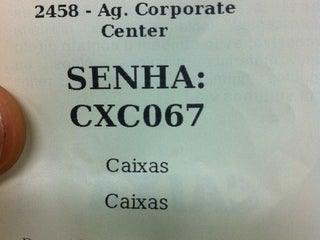 2458 - Ag. Corporate
Center
SENHA:
CXC067
Caixas
Caixas